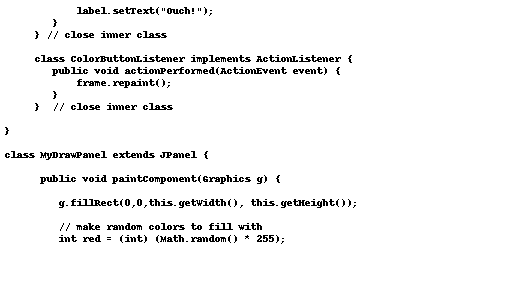 label.setText("Ouch!");
}
} // close inner class
class ColorButtonListener implements ActionListener {
public void actionPerformed(ActionEvent event) {
frame.repaint();
}
} // close inner class
}
class MyDrawPanel extends JPanel {
public void paintComponent(Graphics g) {
g.fillRect(0,0,this.getWidth(), this.getHeight());
// make random colors to fill with
int red = (int) (Math.random() * 255);